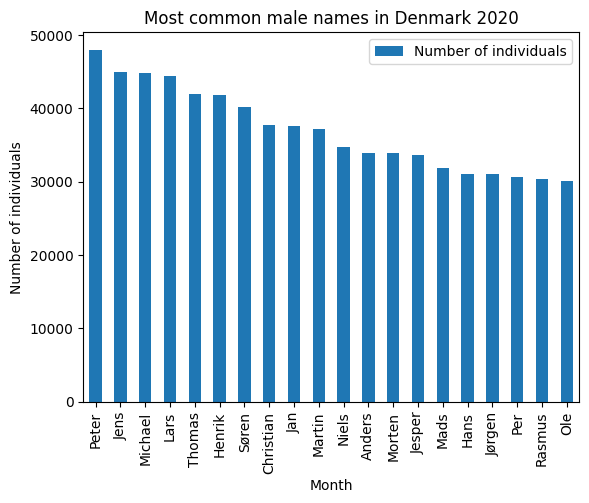 Most common male names in Denmark 2020
Number of individuals
Number of individuals
50000
40000
30000
20000
10000
0
Peter
Jens
Michael
Lars
Thomas
Henrik
Søren
Christian
Jan
Martin
Niels
Anders
Morten
Jesper
Mads
Hans
Jørgen
Per
Rasmus
Ole
Month